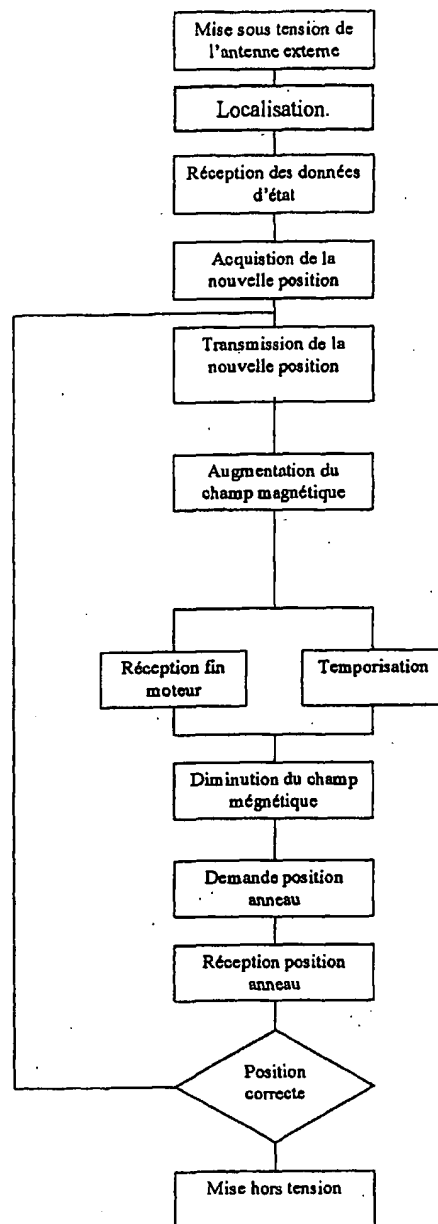 Mise sous tension de
l'antenne externe
Localisation.
Réception des données
d'état
Acquistion de la
nouvelle position
Transmission de la
nouvelle position
Augmentation du
champ magnétique
Réception fin
moteur
Temporisation
Diminution du champ
mégnétique
Demande position
anneau
Réception position
anneau
Position
correcte
Mise hors tension